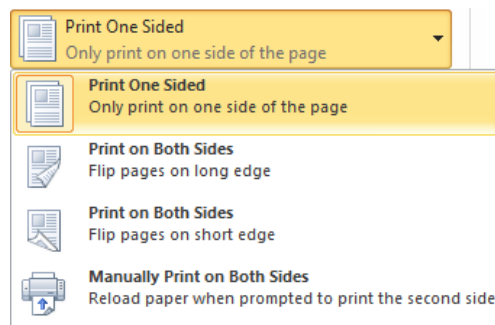 Print One Sided
Only print on one side of the page
Print One Sided
Only print on one side of the page
Print on Both Sides
Flip pages on long edge
Print on Both Sides
Flip pages on short edge
Manually Print on Both Sides
Reload paper when prompted to print the second side